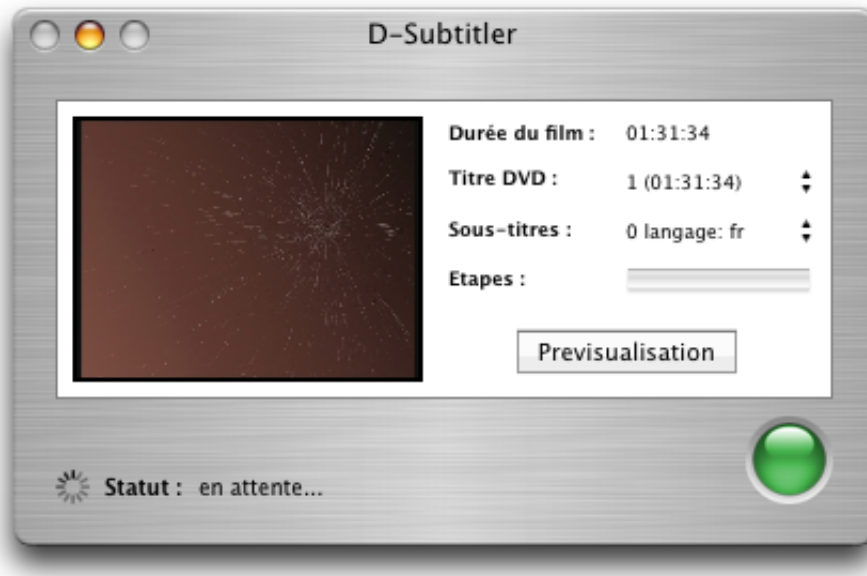 D-Subtitler
Durée du film : 01:31:34
Titre DVD : 1 (01:31:34)
Sous-titres : 0 langage: fr
Etapes :
Previsualisation
Statut : en attente...